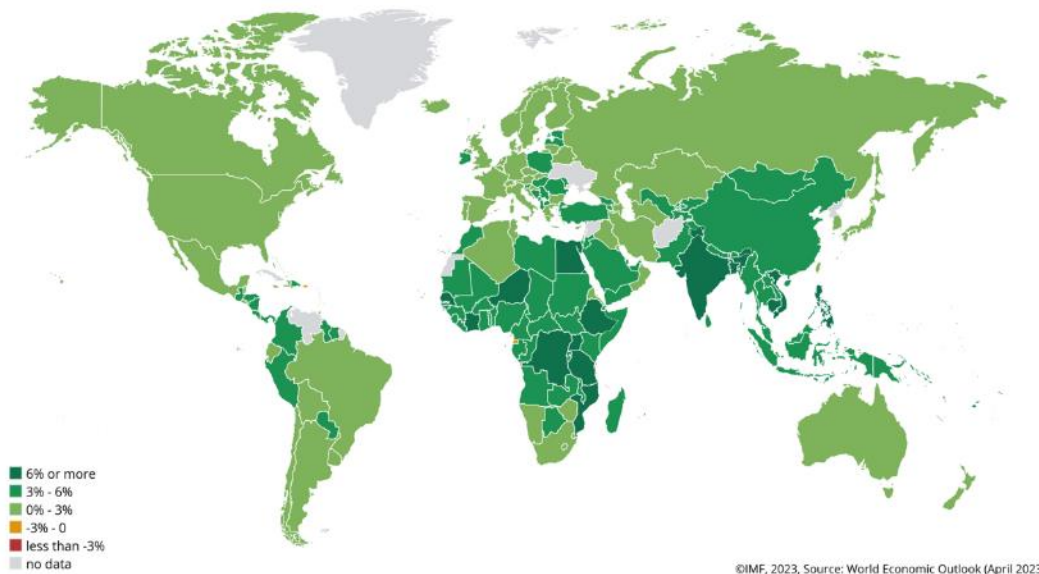 6% or more
3% - 6%
0% - 3%
-3% - 0
less than -3%
no data
©IMF, 2023, Source: World Economic Outlook (April 2023